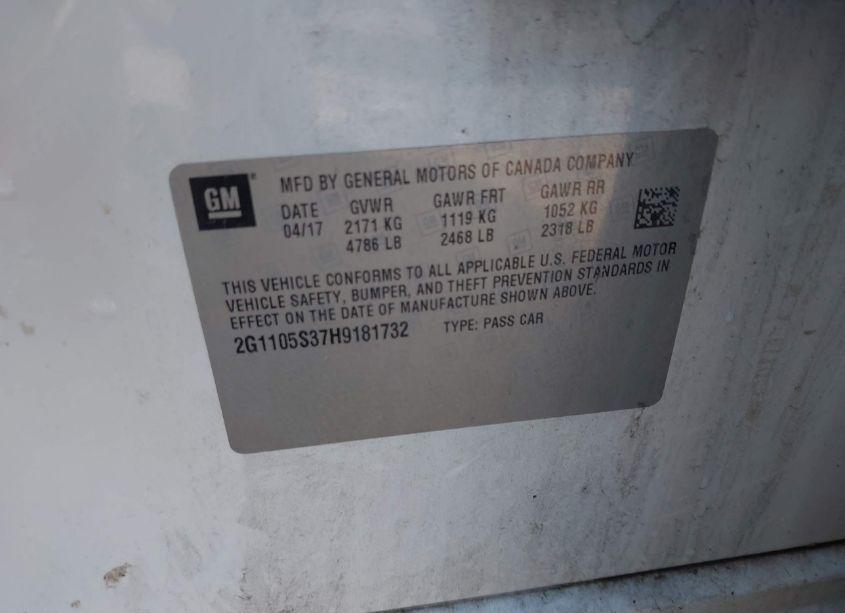 GM
MFD BY GENERAL MOTORS OF CANADA COMPANY
DATE GVWR GAWR FRT GAWR RR
04/17 2171 KG 1119 KG 1052 KG
4786 LB 2468 LB 2318 LB
THIS VEHICLE CONFORMS TO ALL APPLICABLE U.S. FEDERAL MOTOR
VEHICLE SAFETY, BUMPER, AND THEFT PREVENTION STANDARDS IN
EFFECT ON THE DATE OF MANUFACTURE SHOWN ABOVE.
2G1105S37H9181732 TYPE: PASS CAR